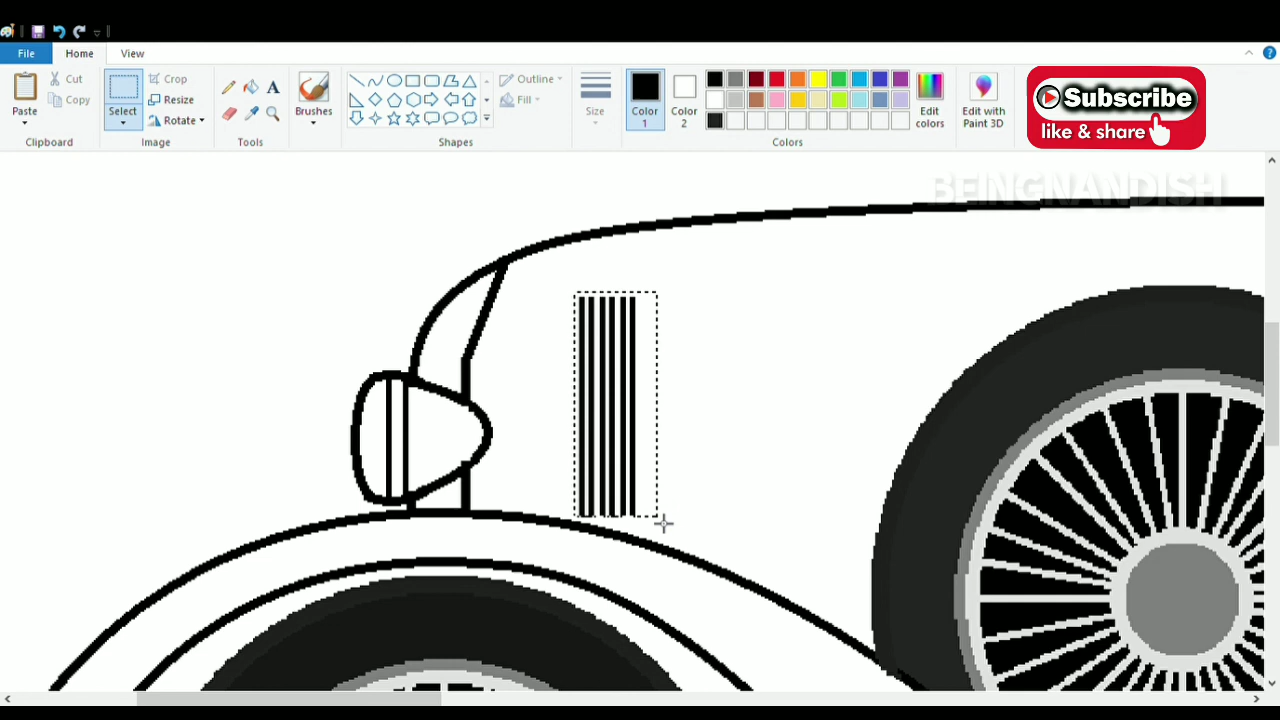 File
Home
View
Paste
Cut
Copy
Clipboard
Select
Crop
Resize
Rotate
Image
A
Tools
Brushes
Outline
Fill
Shapes
Size
Color
1
Color
2
Edit
colors
Colors
Edit with
Paint 3D
Subscribe
like & share
BEINGNANDISH